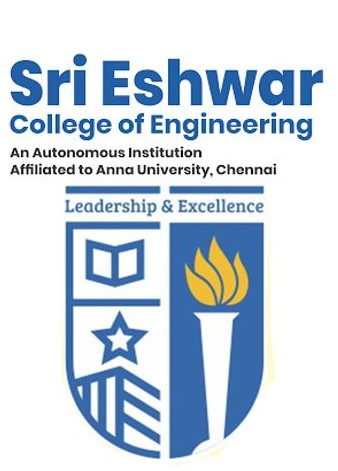 Sri Eshwar
College of Engineering
An Autonomous Institution
Affiliated to Anna University, Chennai
Leadership & Excellence